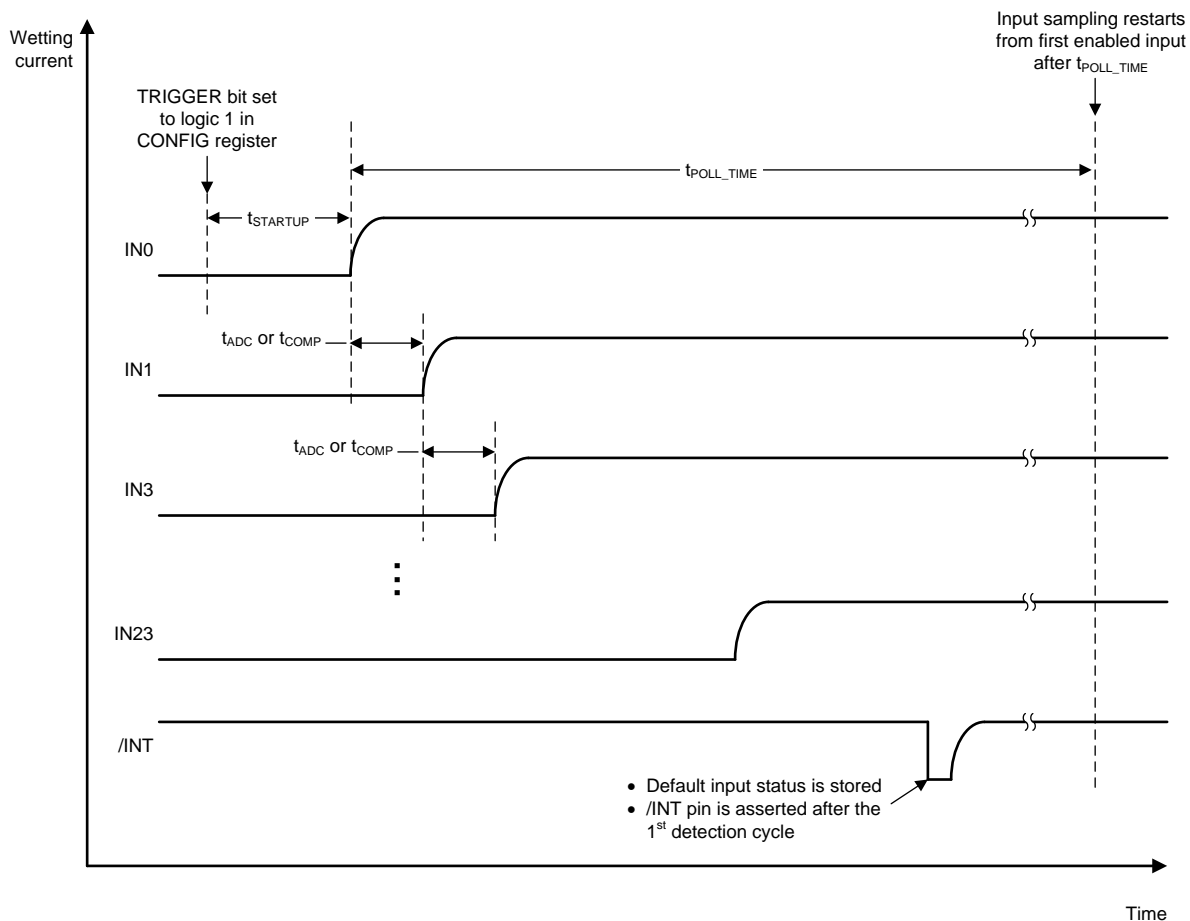 Input sampling restarts
from first enabled input
after tPOLL_TIME
Wetting
current
TRIGGER bit set
to logic 1 in
CONFIG register
tPOLL_TIME
tSTARTUP
IN0
tADC or tCOMP
IN1
tADC or tCOMP
IN3
IN23
/INT
• Default input status is stored
• /INT pin is asserted after the
1st detection cycle
Time